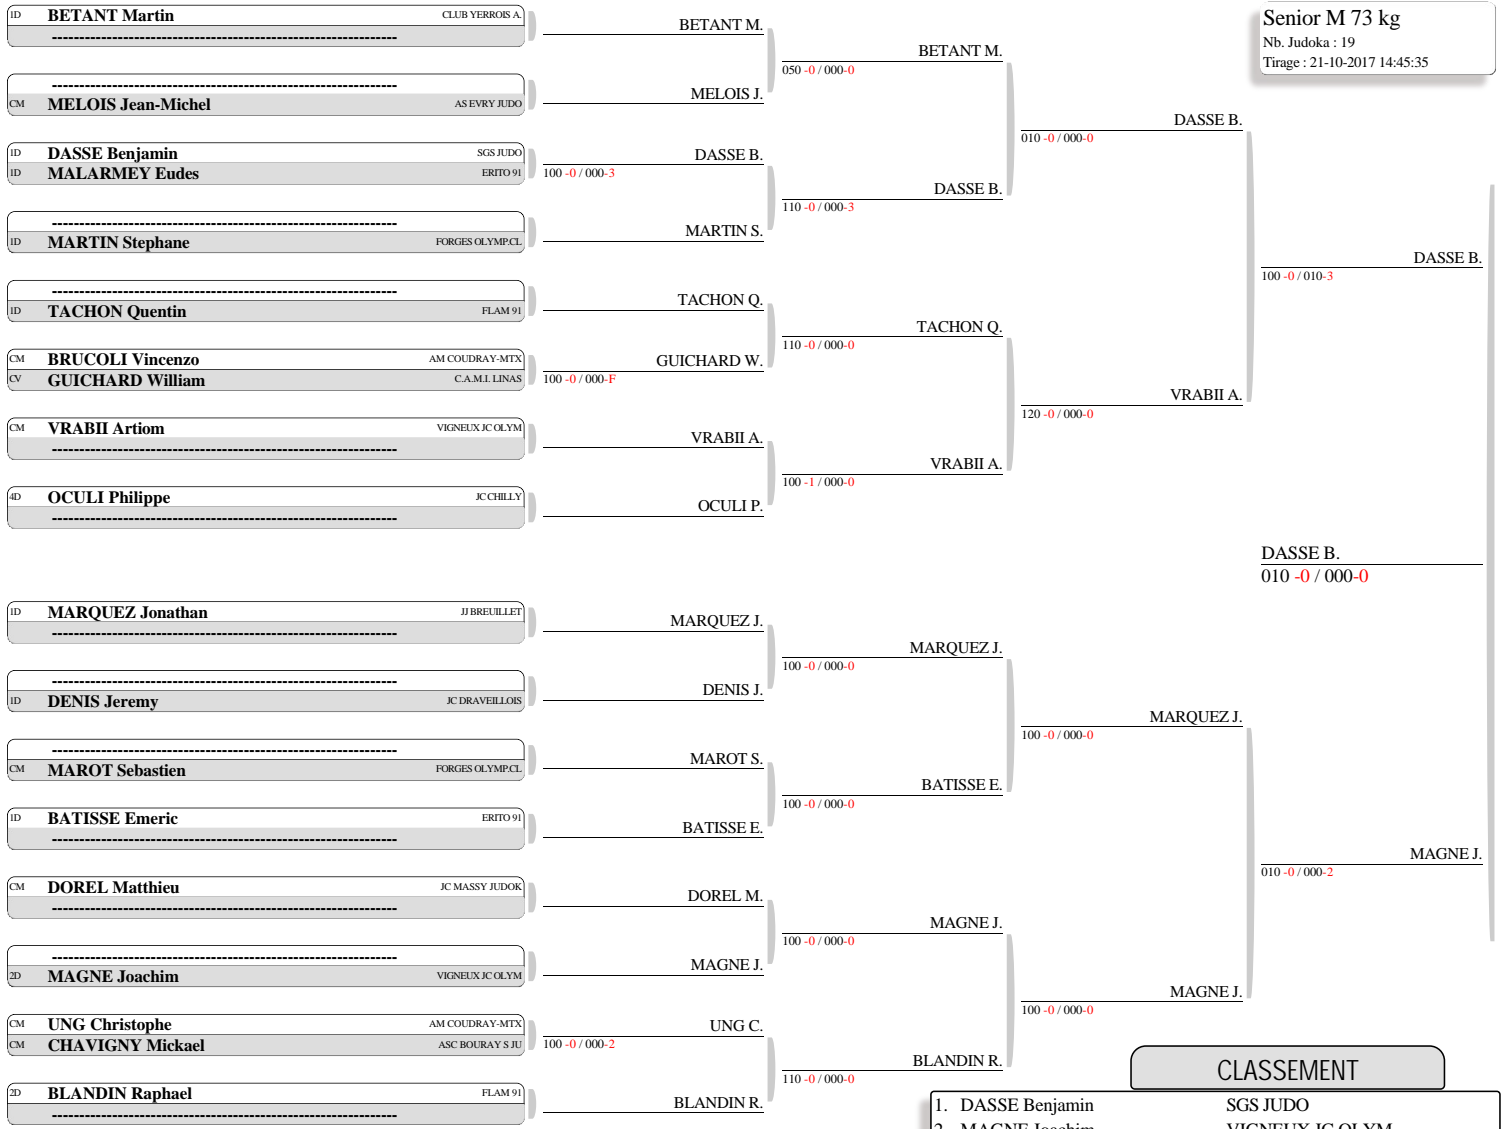 Senior M 73 kg
Nb. Judoka : 19
Tirage : 21-10-2017 14:45:35
1D BETANT Martin CLUB YERROIS A.
------------------------------------------------------------
------------------------------------------------------------
CM MELOIS Jean-Michel AS EVRY JUDO
1D DASSE Benjamin SGS JUDO
1D MALARMEY Eudes ERITO 91
------------------------------------------------------------
1D MARTIN Stephane FORGES OLYMP.CL
------------------------------------------------------------
1D TACHON Quentin FLAM 91
CM BRUCOLI Vincenzo AM COUDRAY-MTX
CV GUICHARD William C.A.M.I. LINAS
CM VRABII Artiom VIGNEUX JC OLYM
------------------------------------------------------------
4D OCULI Philippe JC CHILLY
------------------------------------------------------------
1D MARQUEZ Jonathan JJ BREUILLET
------------------------------------------------------------
------------------------------------------------------------
1D DENIS Jeremy JC DRAVEILLOIS
------------------------------------------------------------
CM MAROT Sebastien FORGES OLYMP.CL
1D BATISSE Emeric ERITO 91
------------------------------------------------------------
CM DOREL Matthieu JC MASSY JUDOK
------------------------------------------------------------
------------------------------------------------------------
2D MAGNE Joachim VIGNEUX JC OLYM
CM UNG Christophe AM COUDRAY-MTX
CM CHAVIGNY Mickael ASC BOURAY S JU
2D BLANDIN Raphael FLAM 91
------------------------------------------------------------
BETANT M.
MELOIS J.
DASSE B.
100 -0 / 000-3
MARTIN S.
TACHON Q.
GUICHARD W.
100 -0 / 000-F
VRABII A.
OCULI P.
MARQUEZ J.
DENIS J.
MAROT S.
BATISSE E.
DOREL M.
MAGNE J.
UNG C.
100 -0 / 000-2
BLANDIN R.
BETANT M.
050 -0 / 000-0
DASSE B.
110 -0 / 000-3
TACHON Q.
110 -0 / 000-0
VRABII A.
100 -1 / 000-0
MARQUEZ J.
100 -0 / 000-0
BATISSE E.
100 -0 / 000-0
MAGNE J.
100 -0 / 000-0
BLANDIN R.
110 -0 / 000-0
DASSE B.
010 -0 / 000-0
VRABII A.
120 -0 / 000-0
MARQUEZ J.
100 -0 / 000-0
MAGNE J.
100 -0 / 000-0
DASSE B.
100 -0 / 010-3
MAGNE J.
010 -0 / 000-2
DASSE B.
010 -0 / 000-0
CLASSEMENT
1. DASSE Benjamin SGS JUDO
2. MAGNE Joachim VIGNEUX JC OLYM